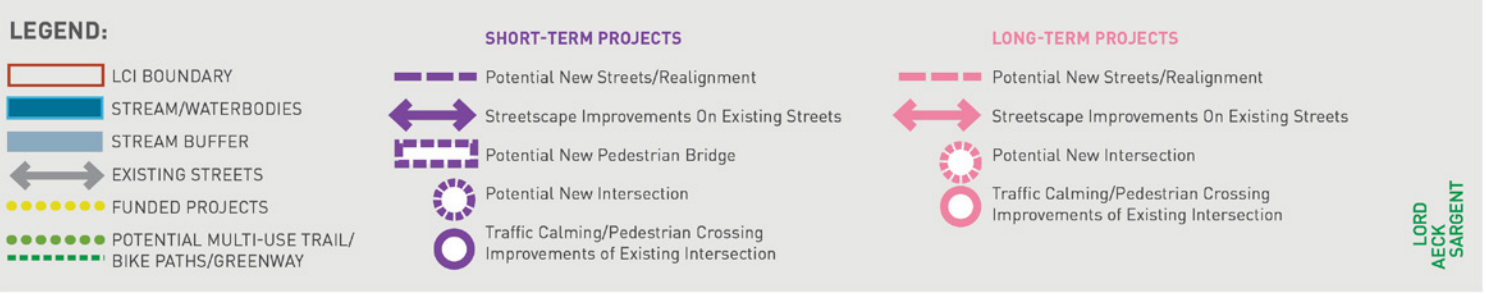 LEGEND:
LCI BOUNDARY
STREAM/WATERBODIES
STREAM BUFFER
EXISTING STREETS
FUNDED PROJECTS
POTENTIAL MULTI-USE TRAIL/
BIKE PATHS/GREENWAY
SHORT-TERM PROJECTS
Potential New Streets/Realignment
Streetscape Improvements On Existing Streets
Potential New Pedestrian Bridge
Potential New Intersection
Traffic Calming/Pedestrian Crossing
Improvements of Existing Intersection
LONG-TERM PROJECTS
Potential New Streets/Realignment
Streetscape Improvements On Existing Streets
Potential New Intersection
Traffic Calming/Pedestrian Crossing
Improvements of Existing Intersection
LORD
AECK
SARGENT